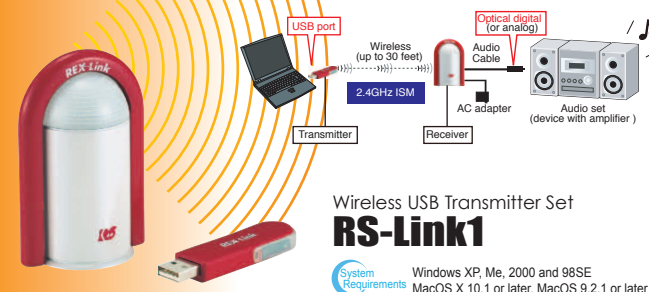 USB port
Optical digital
(or analog)
Wireless
(up to 30 feet)
Audio
Cable
2.4GHz ISM
AC adapter
Transmitter
Receiver
Audio set
(device with amplifier )
REX-Link
RS
REX-Link
Wireless USB Transmitter Set
RS-Link1
System
Requirements
Windows XP, Me, 2000 and 98SE
MacOS X 10.1 or later, MacOS 9.2.1 or later